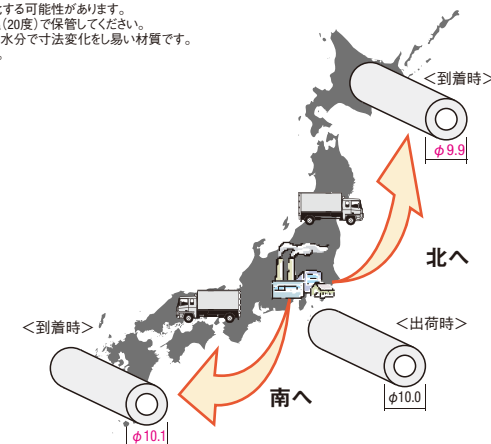 とする可能性があります。
(20度)で保管してください。
水分で寸法変化をし易い材質です。
<到着時>
φ9.9
北へ
<到着時>
<出荷時>
φ10.0
南へ
φ10.1